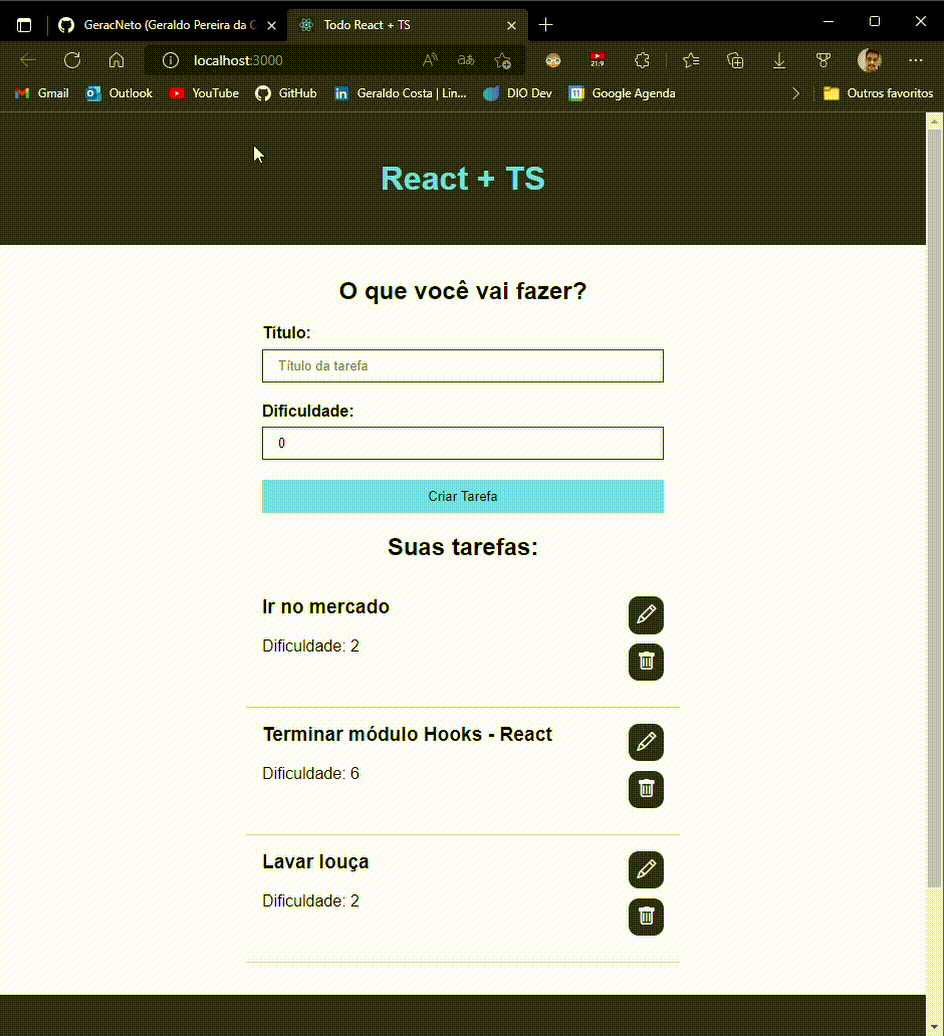 GeracNeto (Geraldo Pereira da C
Todo React + TS
localhost:3000
21:9
Gmail
Outlook
YouTube
GitHub
Geraldo Costa | Lin...
DIO Dev
Google Agenda
Outros favoritos
React + TS
O que você vai fazer?
Título:
Título da tarefa
Dificuldade:
0
Criar Tarefa
Suas tarefas:
Ir no mercado
Dificuldade: 2
Terminar módulo Hooks - React
Dificuldade: 6
Lavar louça
Dificuldade: 2